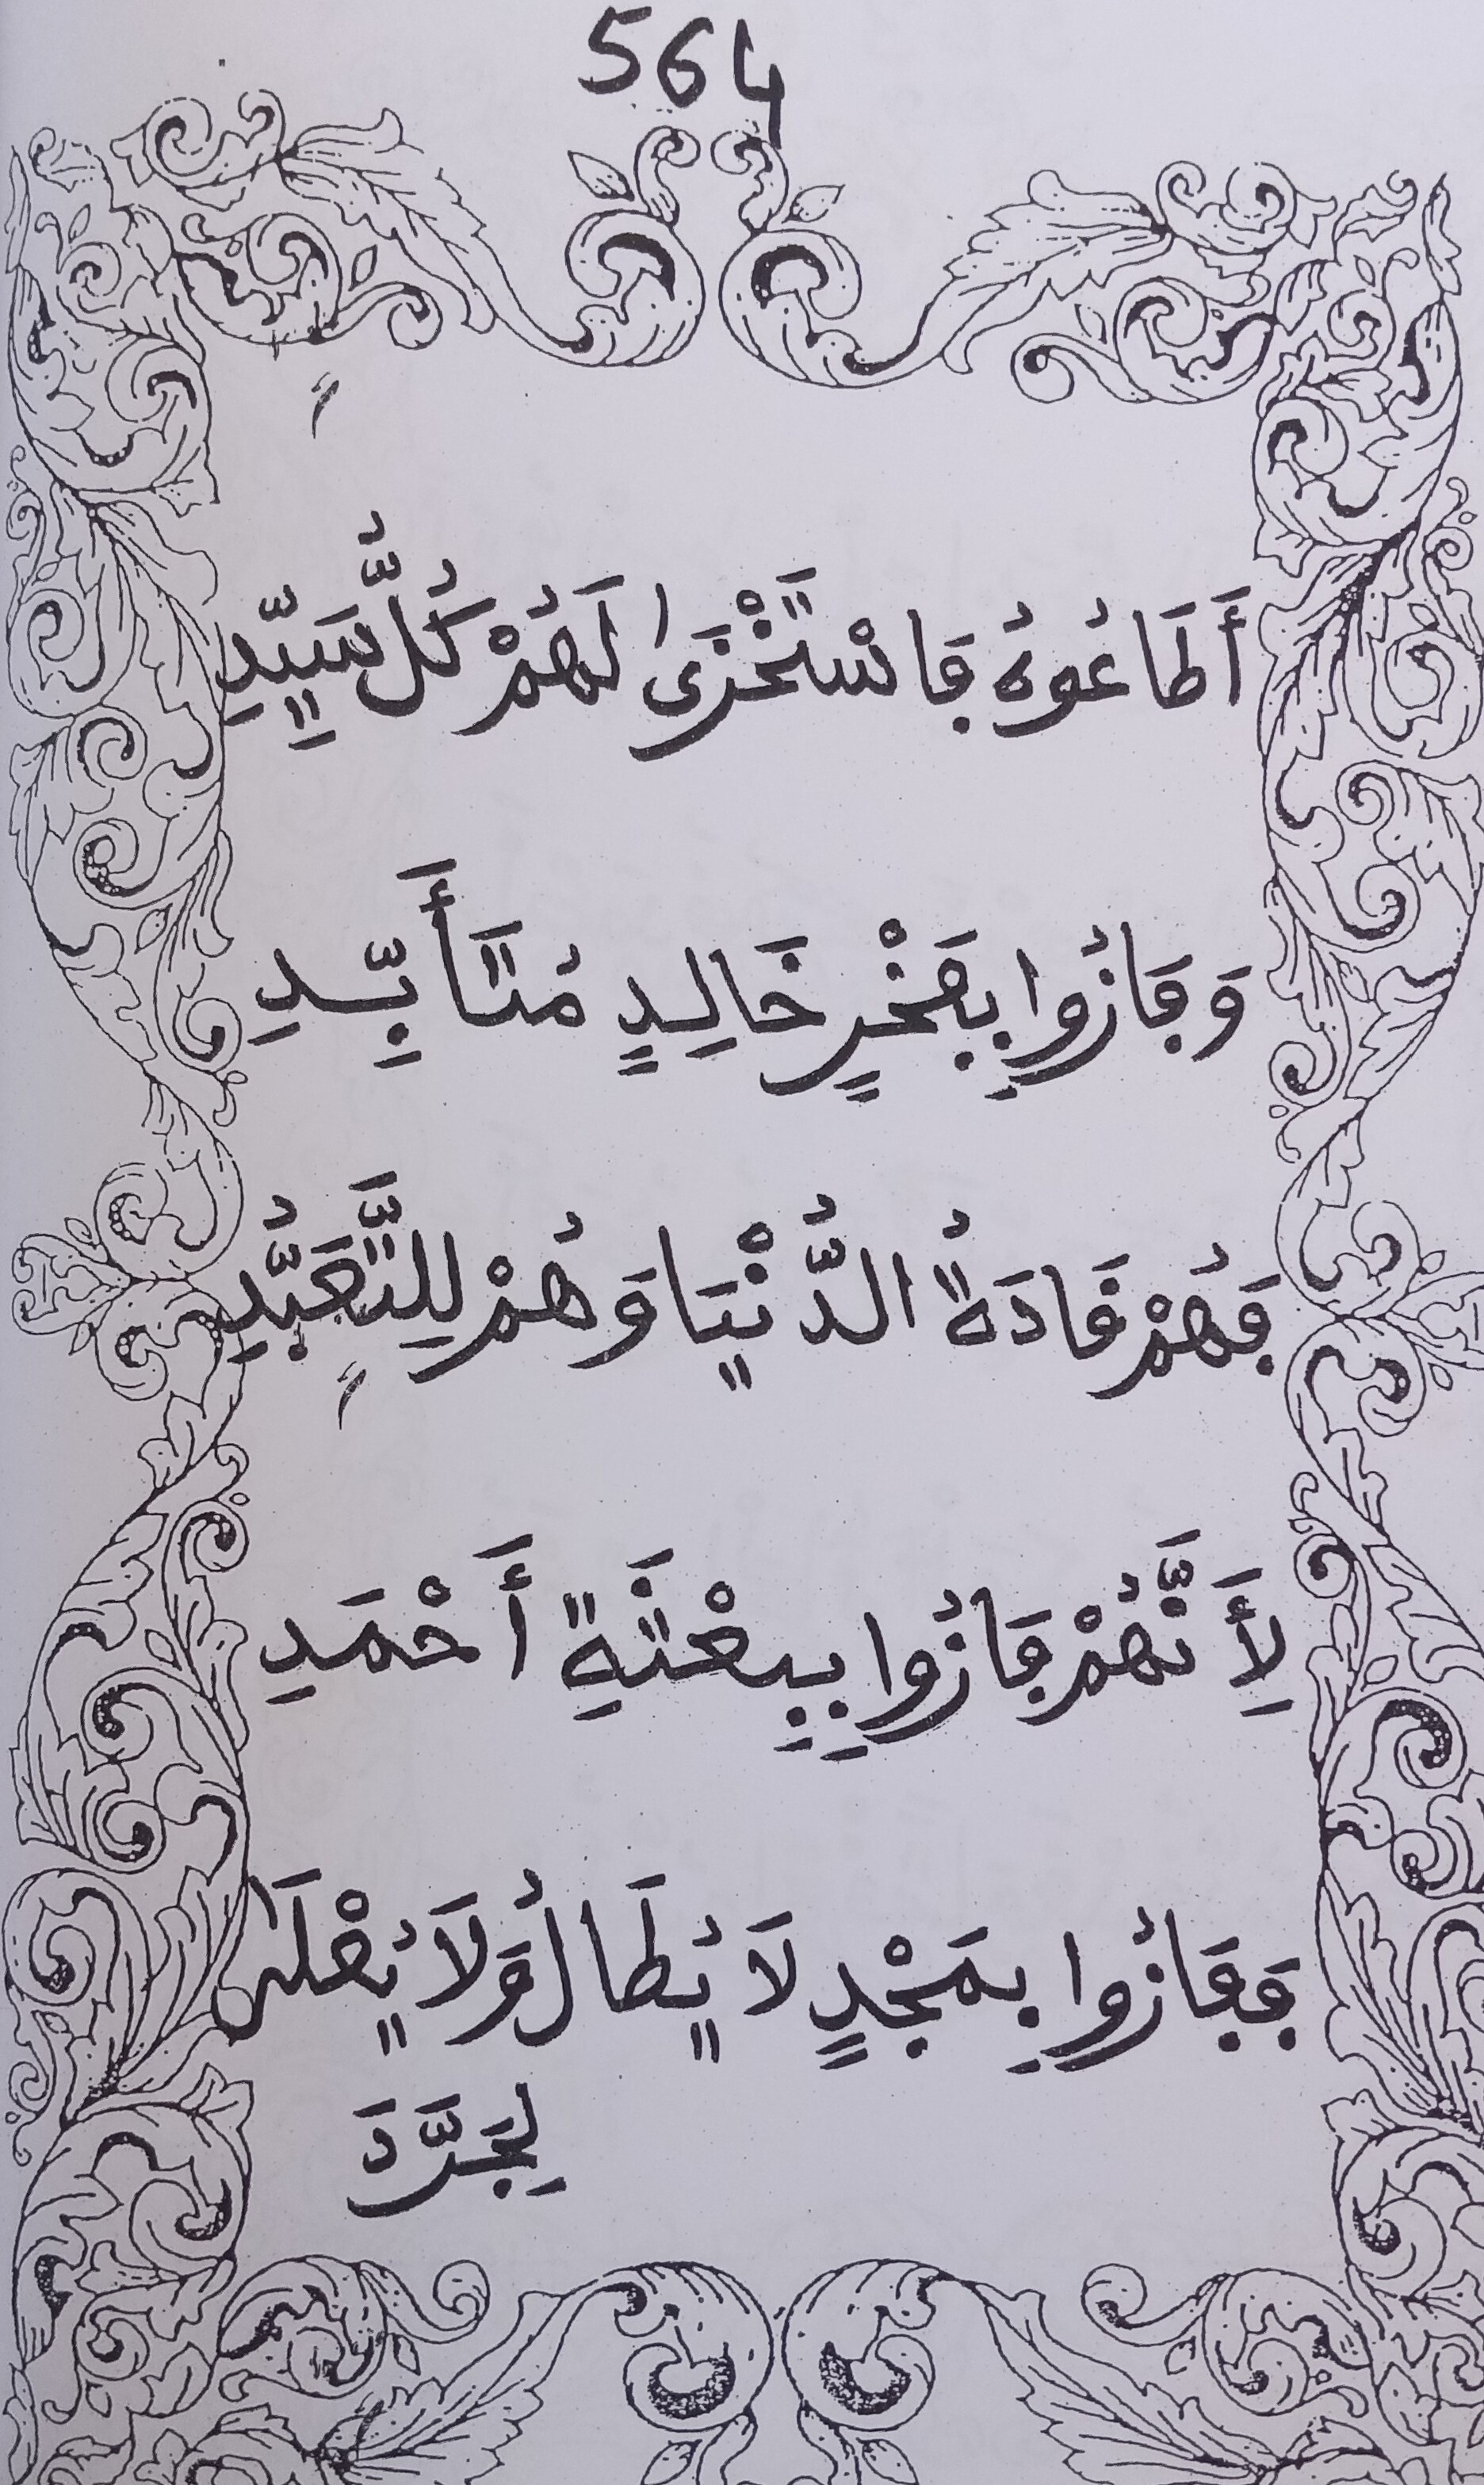 564
أَطَاعُوهُ فَاسْتَخْزَىٰ لَهُمْ كُلُّ سَيِّدِ
وَفَازُوا بِفَخْرٍ خَالِدٍ مُتَأَبِّدِ
فَهُمْ قَادَةُ الدُّنْيَا وَهُمْ لِلتَّعَبُّدِ
لِأَنَّهُمْ فَازُوا بِبِعْثَةِ أَحْمَدِ
فَفَازُوا بِمَجْدٍ لَا يُطَالُ وَلَا يُعْلَىٰ
لِجَرَّدَ